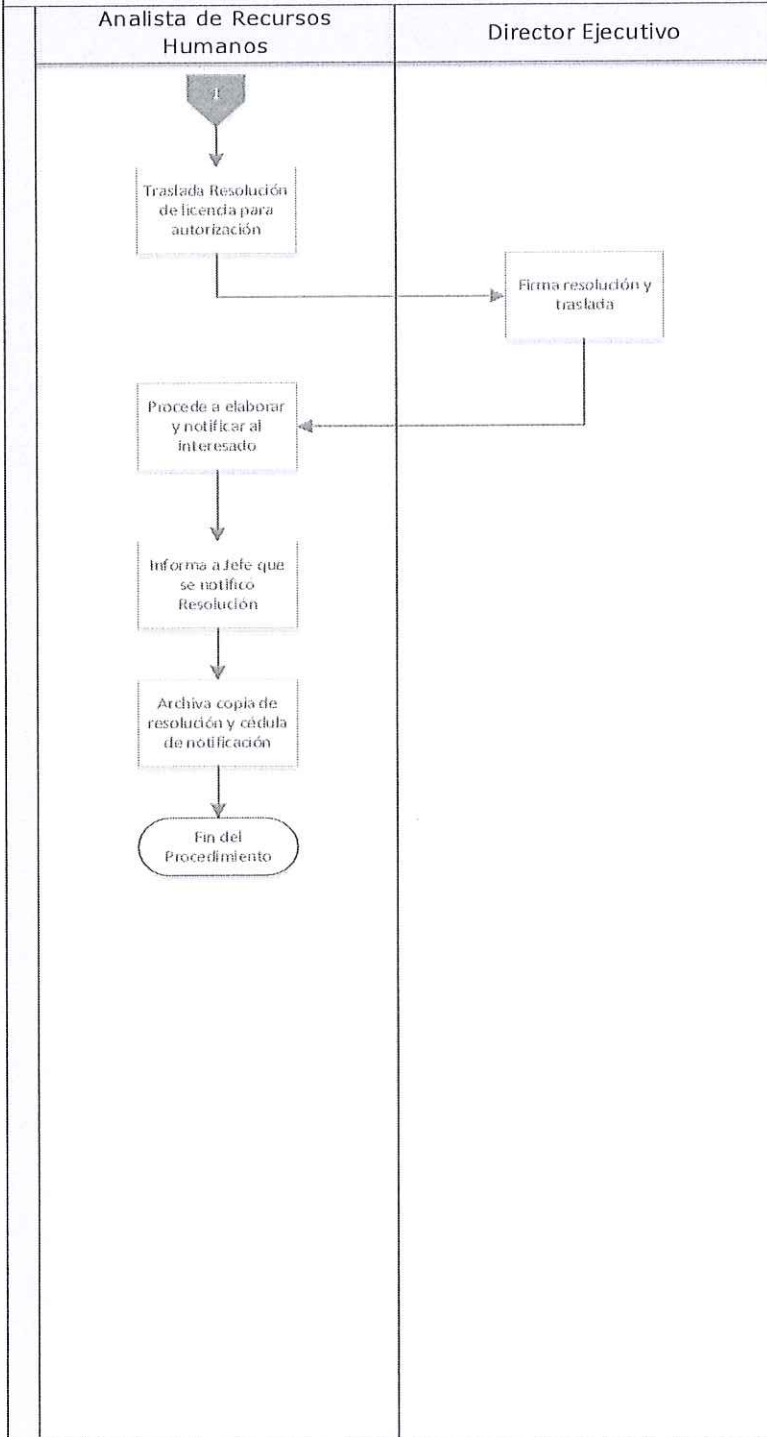 Analista de Recursos
Humanos
Director Ejecutivo
1
Traslada Resolución
de licencia para
autorización
Firma resolución y
traslada
Procede a elaborar
y notificar al
interesado
Informa a Jefe que
se notifico
Resolución
Archiva copia de
resolución y cédula
de notificación
Fin del
Procedimiento